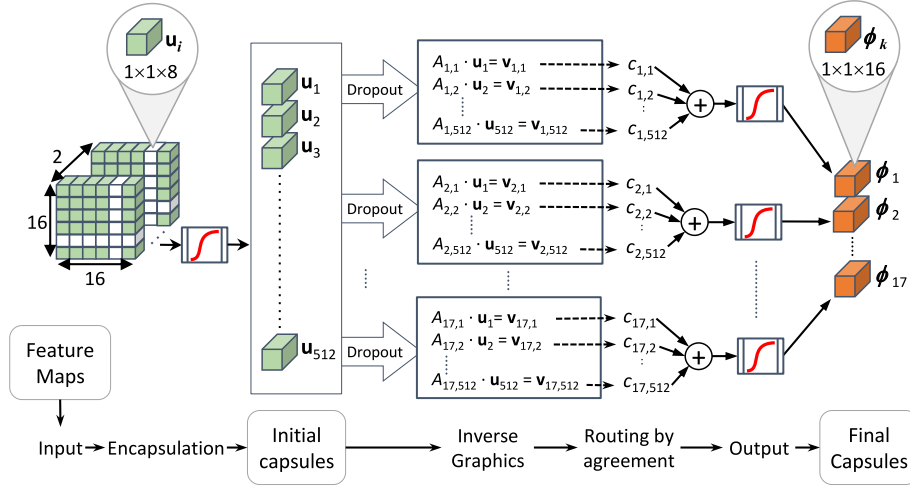 u_i
1×1×8
ϕ_k
1×1×16
2
16
16
u_1
u_2
u_3
u_512
Dropout
A_1,1 · u_1 = v_1,1
A_1,2 · u_2 = v_1,2
A_1,512 · u_512 = v_1,512
c_1,1
c_1,2
c_1,512
+
Dropout
A_2,1 · u_1 = v_2,1
A_2,2 · u_2 = v_2,2
A_2,512 · u_512 = v_2,512
c_2,1
c_2,2
c_2,512
+
Dropout
A_17,1 · u_1 = v_17,1
A_17,2 · u_2 = v_17,2
A_17,512 · u_512 = v_17,512
c_17,1
c_17,2
c_17,512
+
ϕ_1
ϕ_2
ϕ_17
Feature
Maps
Input
Encapsulation
Initial
capsules
Inverse
Graphics
Routing by
agreement
Output
Final
Capsules